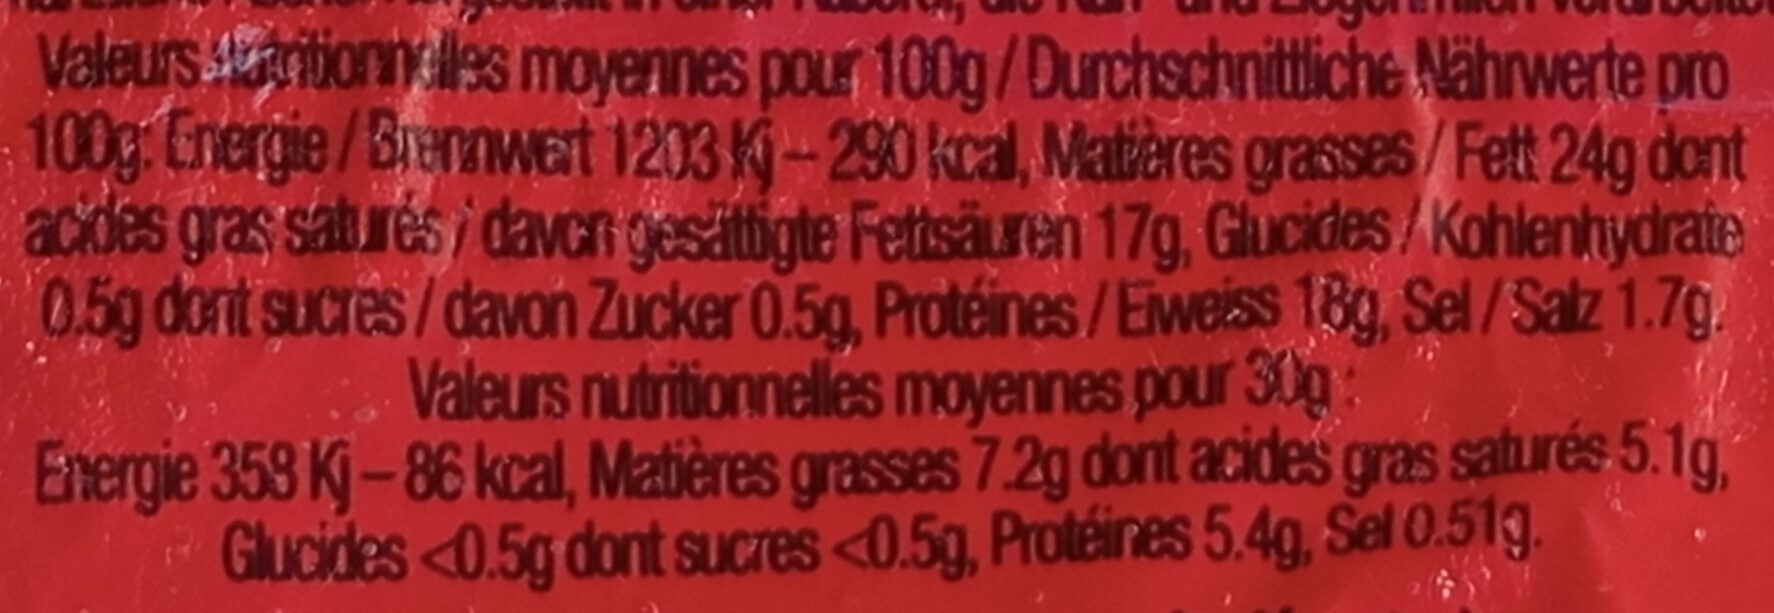 Valeurs nutritionnelles moyennes pour 100g / Durchschnittliche Nährwerte pro
100g: Energie / Brennwert 1203 Kj – 290 kcal, Matières grasses / Fett 24g dont
acides gras saturés / davon gesättigte Fettsäuren 17g, Glucides / Kohlenhydrate
0.5g dont sucres / davon Zucker 0.5g, Protéines / Eiweiss 18g, Sel / Salz 1.7g.
Valeurs nutritionnelles moyennes pour 30g :
Energie 358 Kj – 86 kcal, Matières grasses 7.2g dont acides gras saturés 5.1g,
Glucides <0.5g dont sucres <0.5g, Protéines 5.4g, Sel 0.51g.